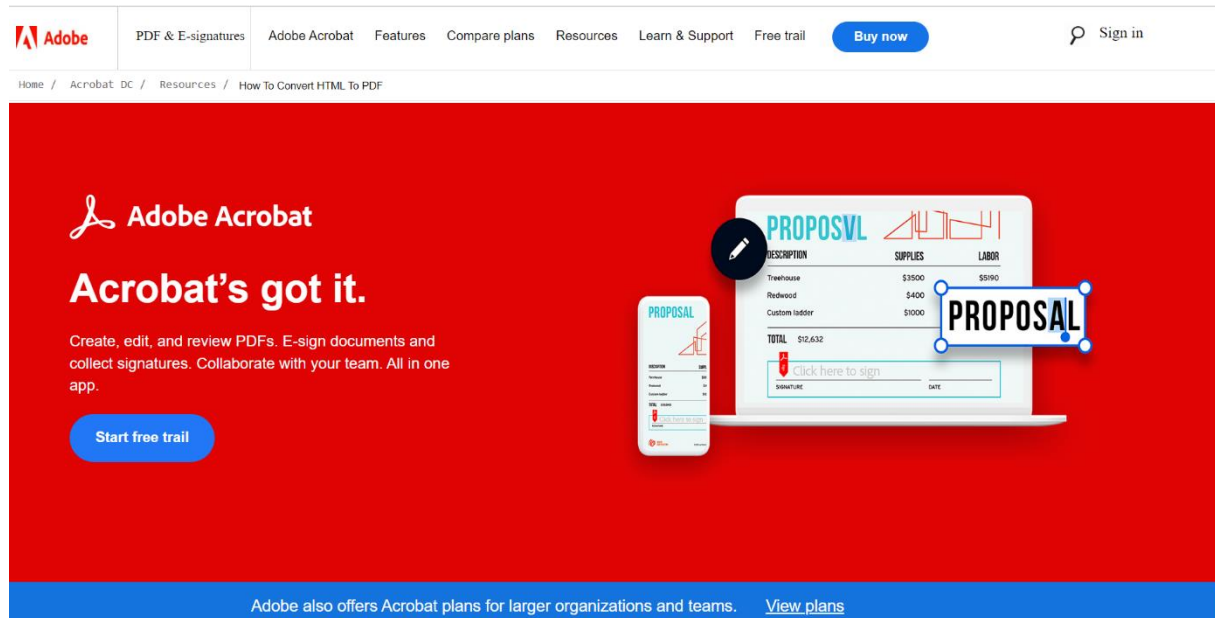 Adobe
PDF & E-signatures
Adobe Acrobat
Features
Compare plans
Resources
Learn & Support
Free trail
Buy now
Sign in
Home / Acrobat DC / Resources / How To Convert HTML To PDF
Adobe Acrobat
Acrobat's got it.
Create, edit, and review PDFs. E-sign documents and
collect signatures. Collaborate with your team. All in one
app.
Start free trail
PROPOSVL
DESCRIPTION SUPPLIES LABOR
Treehouse $3500 $5190
Redwood $400
Custom ladder $1000
TOTAL $12,632
Click here to sign
SIGNATURE DATE
PROPOSAL
PROPOSAL
Click here to sign
Adobe also offers Acrobat plans for larger organizations and teams. View plans